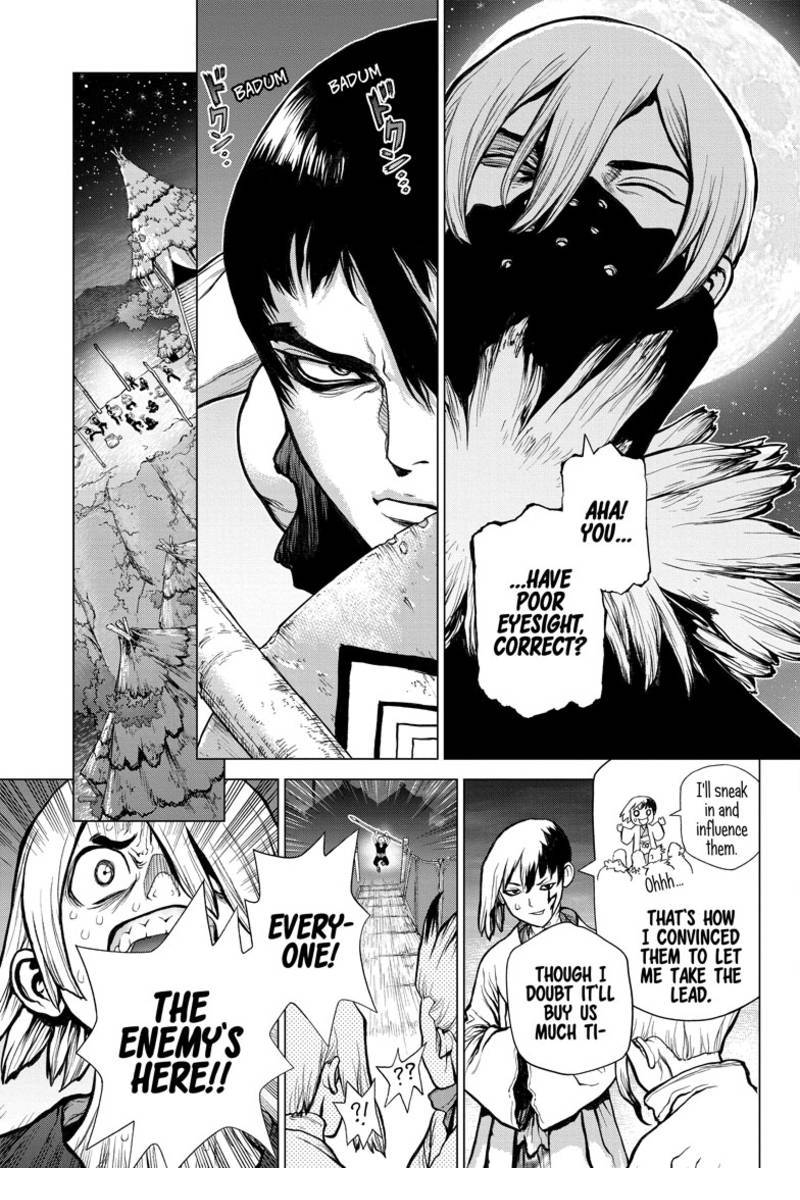 AHA!
YOU...
...HAVE
POOR
EYESIGHT,
CORRECT?
BADUM
ドクン…
BADUM
ドクン…
I'll sneak
in and
influence
them.
Ohhh...
THAT'S HOW
I CONVINCED
THEM TO LET
ME TAKE THE
LEAD.
THOUGH I
DOUBT IT'LL
BUY US
MUCH TI-
EVERY-
ONE!
??
?!
THE
ENEMY'S
HERE!!